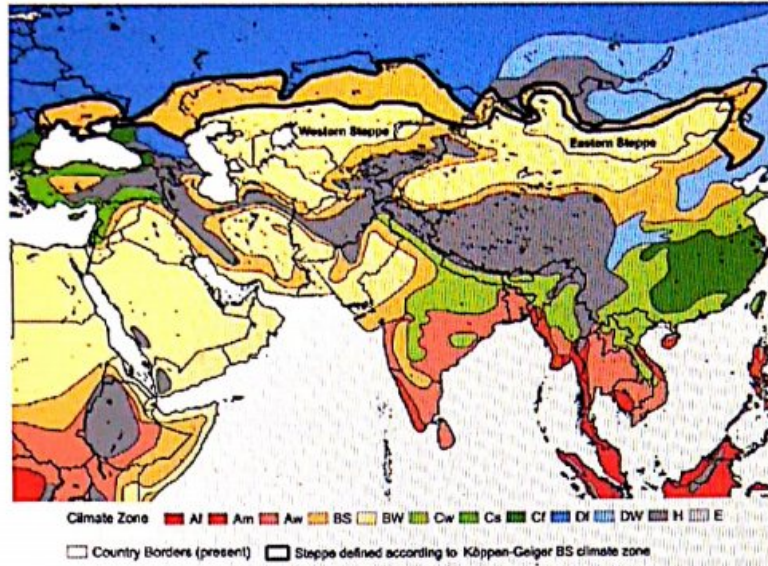 Western Steppe
Eastern Steppe
Climate Zone Af Am Aw BS BW Cw Cs Cf Df DW H E
Country Borders (present) Steppe defined according to Köppen-Geiger BS climate zone